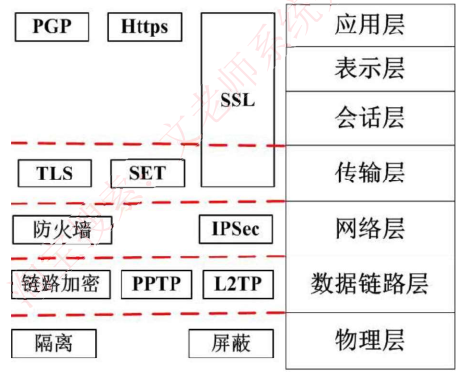 PGP Https 应用层
表示层
SSL
会话层
TLS SET 传输层
防火墙 IPSec 网络层
链路加密 PPTP L2TP 数据链路层
隔离 屏蔽 物理层